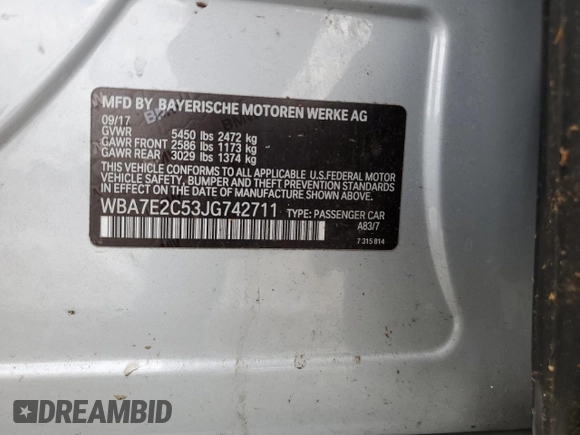 MFD BY BAYERISCHE MOTOREN WERKE AG
09/17
GVWR 5450 lbs 2472 kg
GAWR FRONT 2586 lbs 1173 kg
GAWR REAR 3029 lbs 1374 kg
THIS VEHICLE CONFORMS TO ALL APPLICABLE U.S.FEDERAL MOTOR
VEHICLE SAFETY, BUMPER AND THEFT PREVENTION STANDARDS
IN EFFECT ON THE DATE OF MANUFACTURE SHOWN ABOVE.
WBA7E2C53JG742711 TYPE: PASSENGER CAR
A83/7
7 315 814
DREAMBID